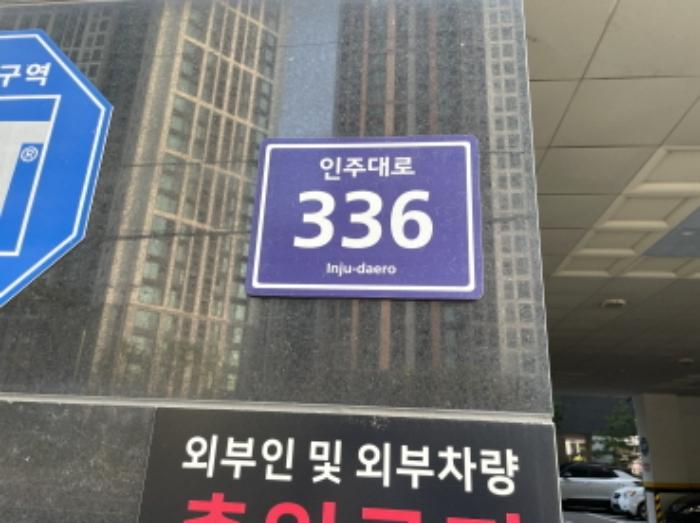 구역
®
인주대로
336
Inju-daero
외부인 및 외부차량